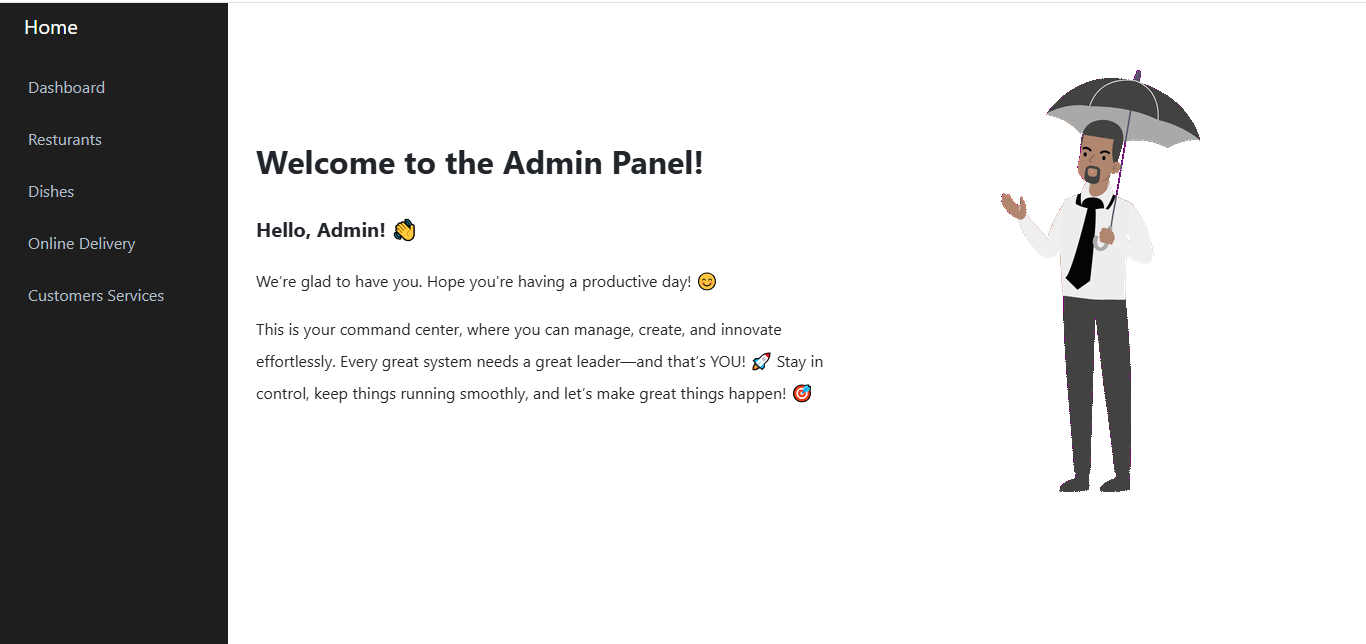 Home
Dashboard
Resturants
Dishes
Online Delivery
Customers Services
Welcome to the Admin Panel!
Hello, Admin! 👋
We're glad to have you. Hope you're having a productive day! 😊
This is your command center, where you can manage, create, and innovate
effortlessly. Every great system needs a great leader—and that's YOU! 🚀 Stay in
control, keep things running smoothly, and let's make great things happen! 🎯